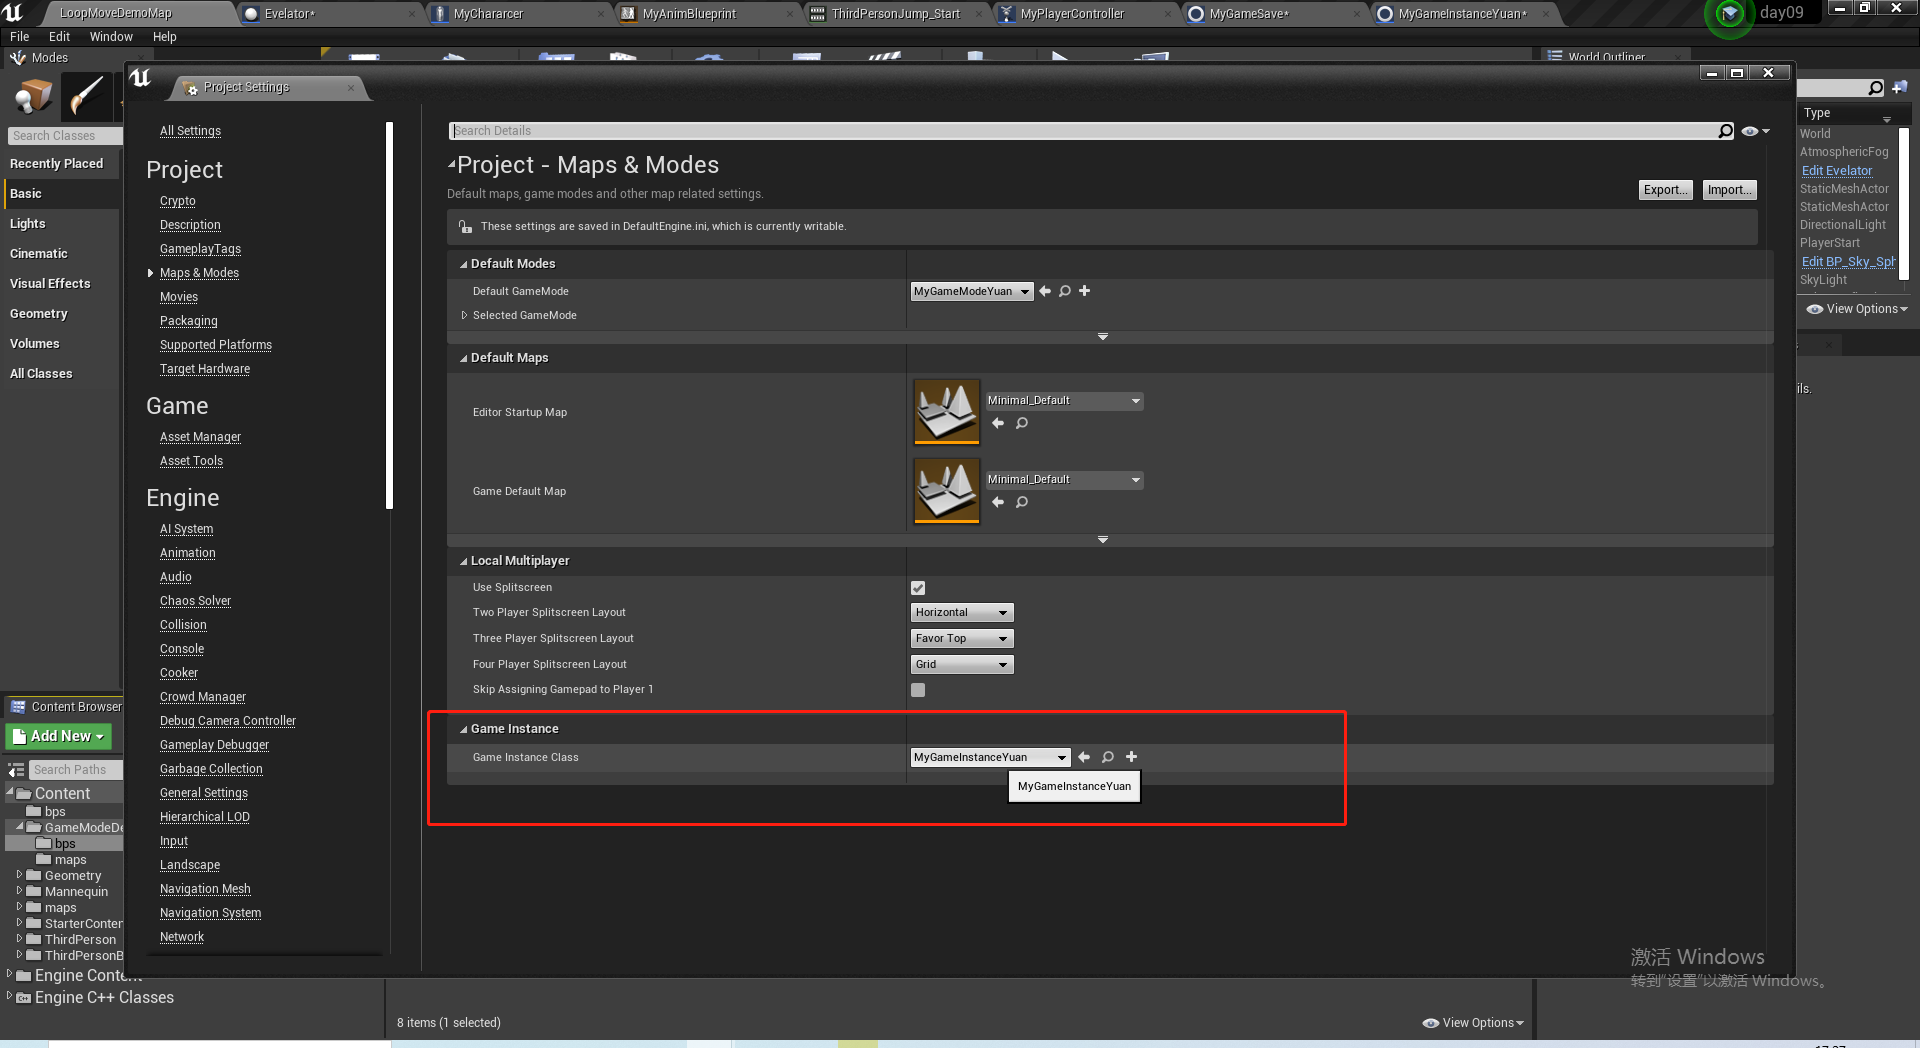 LoopMoveDemoMap
Evelator*
MyChararcer
MyAnimBlueprint
ThirdPersonJump_Start
MyPlayerController
MyGameSave*
MyGameInstanceYuan*
day09
File Edit Window Help
Modes
World Outliner
Project Settings
Search Classes
Recently Placed
Basic
Lights
Cinematic
Visual Effects
Geometry
Volumes
All Classes
All Settings
Project
Crypto
Description
GameplayTags
Maps & Modes
Movies
Packaging
Supported Platforms
Target Hardware
Game
Asset Manager
Asset Tools
Engine
AI System
Animation
Audio
Chaos Solver
Collision
Console
Cooker
Crowd Manager
Debug Camera Controller
Gameplay Debugger
Garbage Collection
General Settings
Hierarchical LOD
Input
Landscape
Navigation Mesh
Navigation System
Network
Search Details
Project - Maps & Modes
Default maps, game modes and other map related settings.
Export...
Import...
These settings are saved in DefaultEngine.ini, which is currently writable.
Default Modes
Default GameMode
MyGameModeYuan
Selected GameMode
Default Maps
Editor Startup Map
Minimal_Default
Game Default Map
Minimal_Default
Local Multiplayer
Use Splitscreen
Two Player Splitscreen Layout
Horizontal
Three Player Splitscreen Layout
Favor Top
Four Player Splitscreen Layout
Grid
Skip Assigning Gamepad to Player 1
Game Instance
Game Instance Class
MyGameInstanceYuan
MyGameInstanceYuan
Type
World
AtmosphericFog
Edit Evelator
StaticMeshActor
StaticMeshActor
DirectionalLight
PlayerStart
Edit BP_Sky_Sph
SkyLight
View Options
ils.
Content Browser
Add New
Search Paths
Content
bps
GameModeDe
bps
maps
Geometry
Mannequin
maps
StarterConten
ThirdPerson
ThirdPersonB
Engine Content
Engine C++ Classes
8 items (1 selected)
View Options
激活 Windows
转到“设置”以激活 Windows。